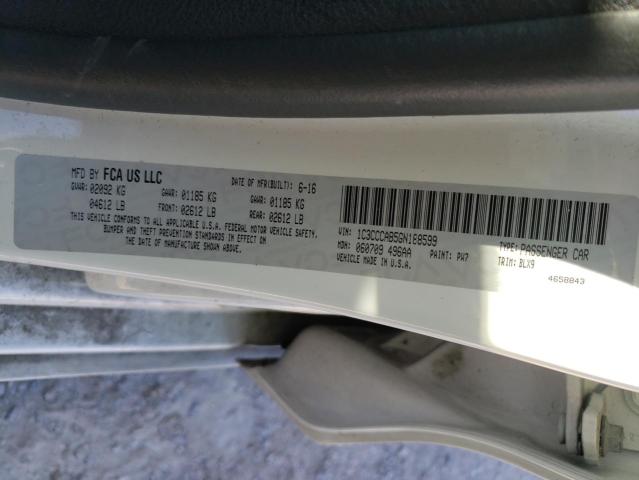 MFD BY FCA US LLC DATE OF MFR(BUILT): 6-16
GVWR: 02092 KG GAWR: 01185 KG GAWR: 01185 KG
04612 LB FRONT: 02612 LB REAR: 02612 LB
THIS VEHICLE CONFORMS TO ALL APPLICABLE U.S.A. FEDERAL MOTOR VEHICLE SAFETY,
BUMPER AND THEFT PREVENTION STANDARDS IN EFFECT ON
THE DATE OF MANUFACTURE SHOWN ABOVE.
VIN: 1C3CCCAB5GN188599 TYPE: PASSENGER CAR
MDH: 060709 496AA PAINT: PW7 TRIM: BLX9
VEHICLE MADE IN U.S.A. 4658843